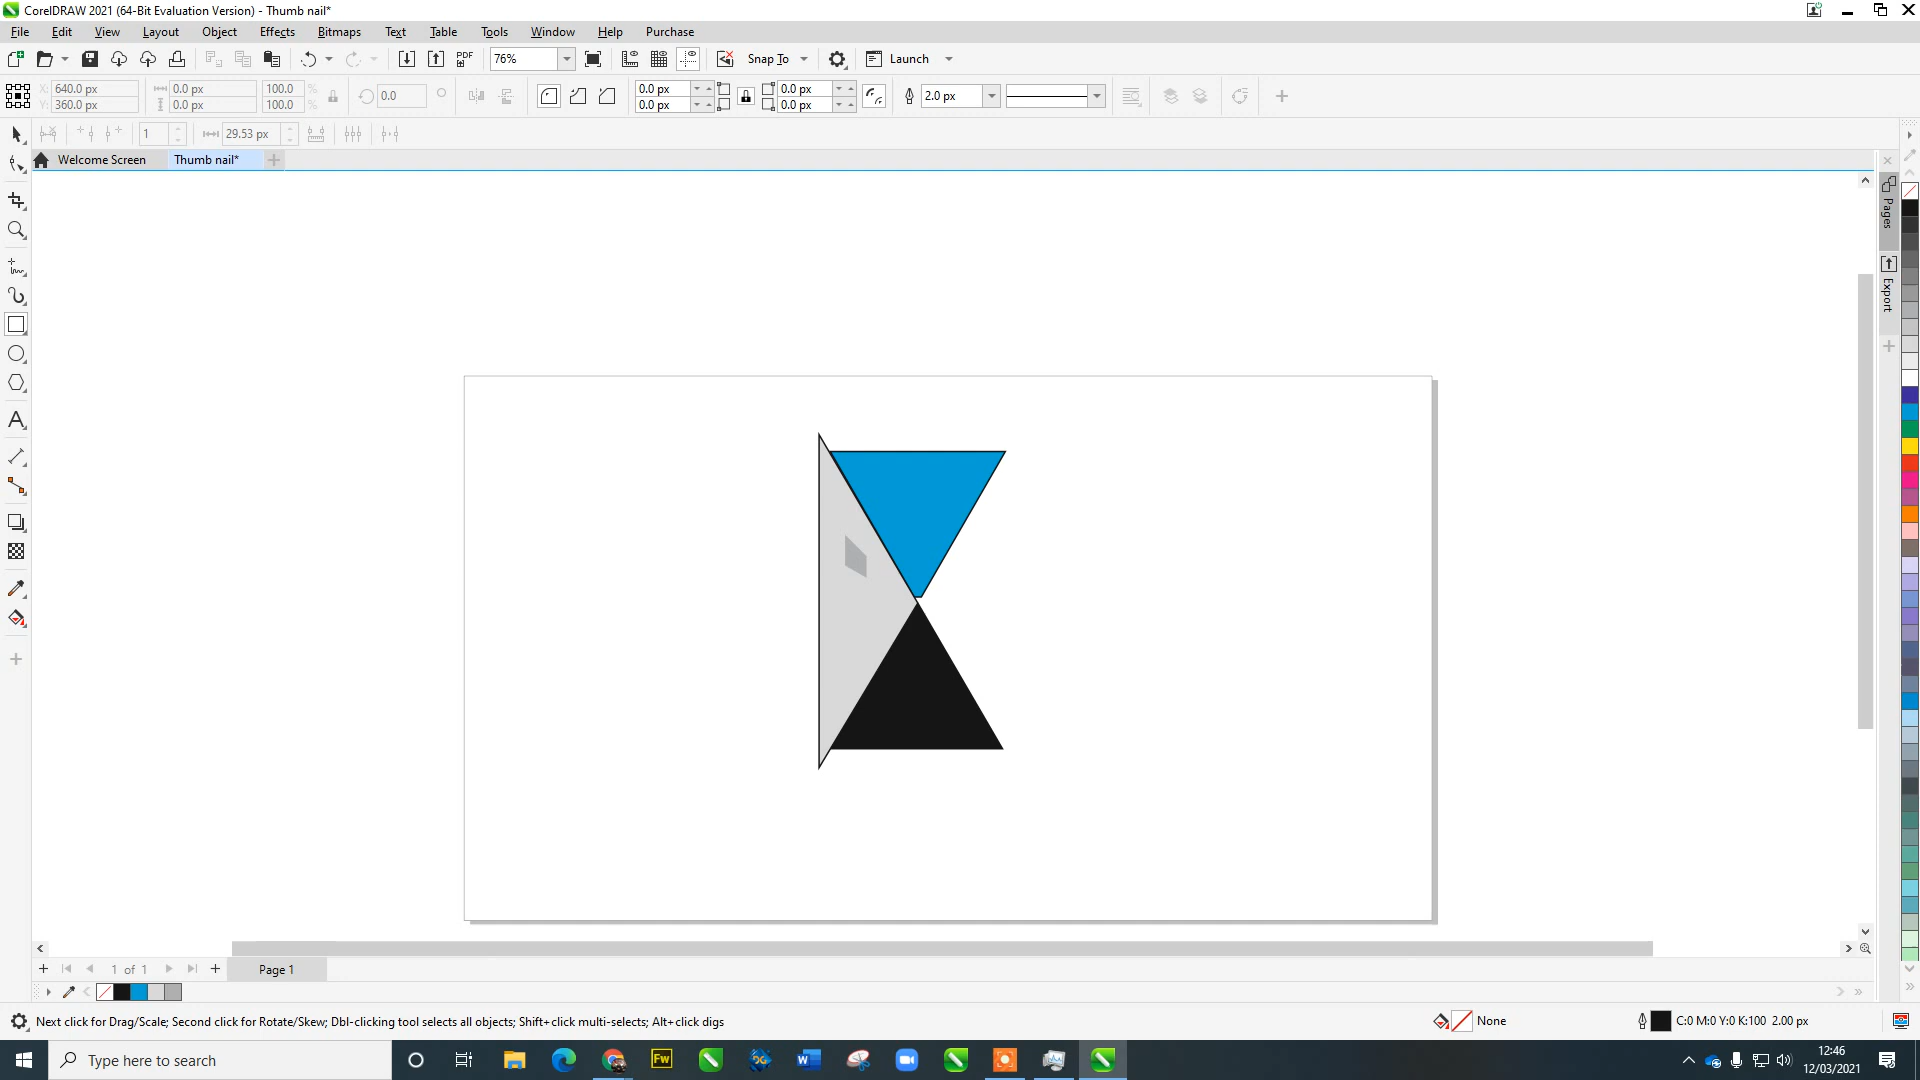 CorelDRAW 2021 (64-Bit Evaluation Version) - Thumb nail*
File Edit View Layout Object Effects Bitmaps Text Table Tools Window Help Purchase
PDF 76% Snap To Launch
X: 640.0 px 0.0 px 100.0 % 0.0 0.0 px 0.0 px 2.0 px
Y: 360.0 px 0.0 px 100.0 % 0.0 px 0.0 px
1 29.53 px
Welcome Screen Thumb nail*
Pages
Export
1 of 1 Page 1
Next click for Drag/Scale; Second click for Rotate/Skew; Dbl-clicking tool selects all objects; Shift+click multi-selects; Alt+click digs None C:0 M:0 Y:0 K:100 2.00 px
Type here to search Fw 12:46
12/03/2021